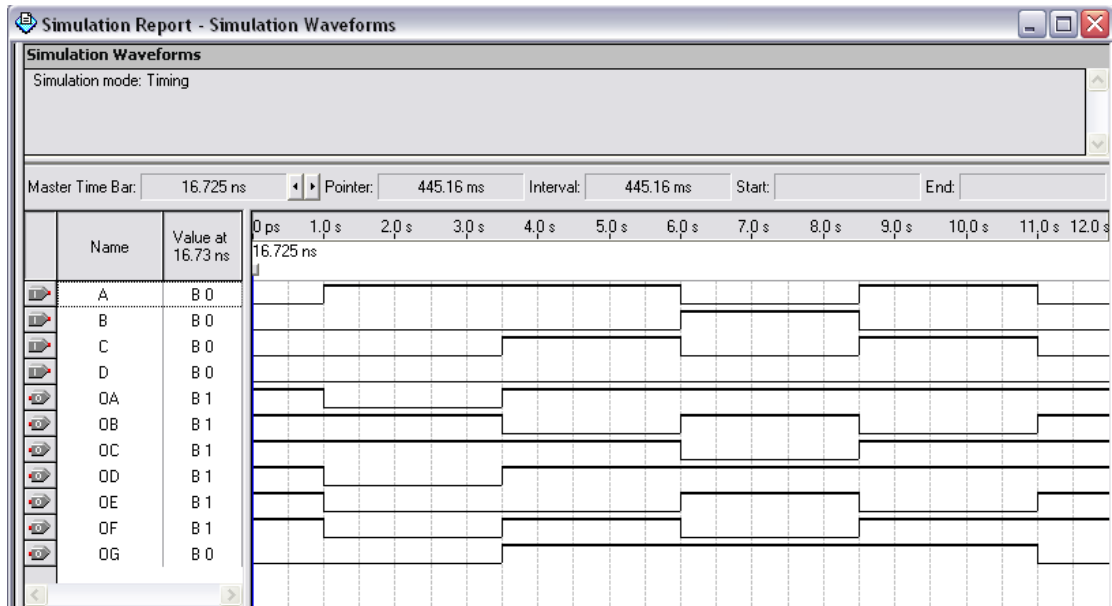 Simulation Report - Simulation Waveforms
Simulation Waveforms
Simulation mode: Timing
Master Time Bar: 16.725 ns Pointer: 445.16 ms Interval: 445.16 ms Start: End:
Name Value at 16.73 ns
0 ps 1.0 s 2.0 s 3.0 s 4.0 s 5.0 s 6.0 s 7.0 s 8.0 s 9.0 s 10.0 s 11.0 s 12.0 s
16.725 ns
A B 0
B B 0
C B 0
D B 0
OA B 1
OB B 1
OC B 1
OD B 1
OE B 1
OF B 1
OG B 0